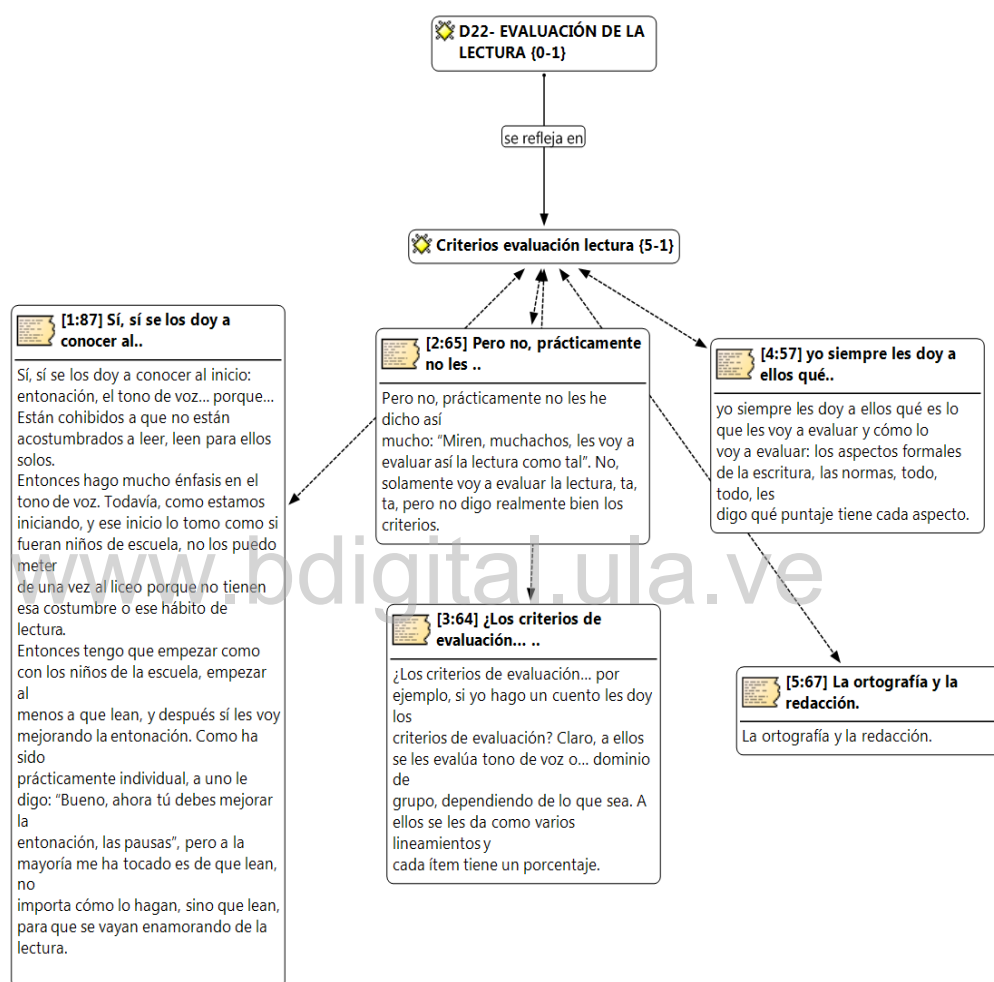 D22- EVALUACIÓN DE LA
LECTURA {0-1}
se refleja en
Criterios evaluación lectura {5-1}
[1:87] Sí, sí se los doy a
conocer al..
Sí, sí se los doy a conocer al inicio:
entonación, el tono de voz... porque...
Están cohibidos a que no están
acostumbrados a leer, leen para ellos
solos.
Entonces hago mucho énfasis en el
tono de voz. Todavía, como estamos
iniciando, y ese inicio lo tomo como si
fueran niños de escuela, no los puedo
meter
de una vez al liceo porque no tienen
esa costumbre o ese hábito de
lectura.
Entonces tengo que empezar como
con los niños de la escuela, empezar
al
menos a que lean, y después sí les voy
mejorando la entonación. Como ha
sido
prácticamente individual, a uno le
digo: “Bueno, ahora tú debes mejorar
la
entonación, las pausas”, pero a la
mayoría me ha tocado es de que lean,
no
importa cómo lo hagan, sino que lean,
para que se vayan enamorando de la
lectura.
[2:65] Pero no, prácticamente
no les ..
Pero no, prácticamente no les he
dicho así
mucho: “Miren, muchachos, les voy a
evaluar así la lectura como tal”. No,
solamente voy a evaluar la lectura, ta,
ta, pero no digo realmente bien los
criterios.
[3:64] ¿Los criterios de
evaluación... ..
¿Los criterios de evaluación... por
ejemplo, si yo hago un cuento les doy
los
criterios de evaluación? Claro, a ellos
se les evalúa tono de voz o... dominio
de
grupo, dependiendo de lo que sea. A
ellos se les da como varios
lineamientos y
cada ítem tiene un porcentaje.
[4:57] yo siempre les doy a
ellos qué..
yo siempre les doy a ellos qué es lo
que les voy a evaluar y cómo lo
voy a evaluar: los aspectos formales
de la escritura, las normas, todo,
todo, les
digo qué puntaje tiene cada aspecto.
[5:67] La ortografía y la
redacción.
La ortografía y la redacción.
www.bdigital.ula.ve